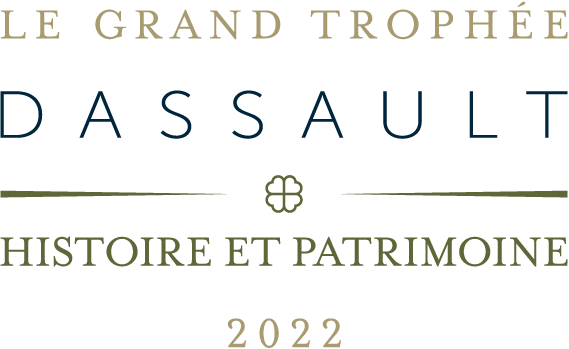 LE GRAND TROPHÉE
DASSAULT
HISTOIRE ET PATRIMOINE
2022